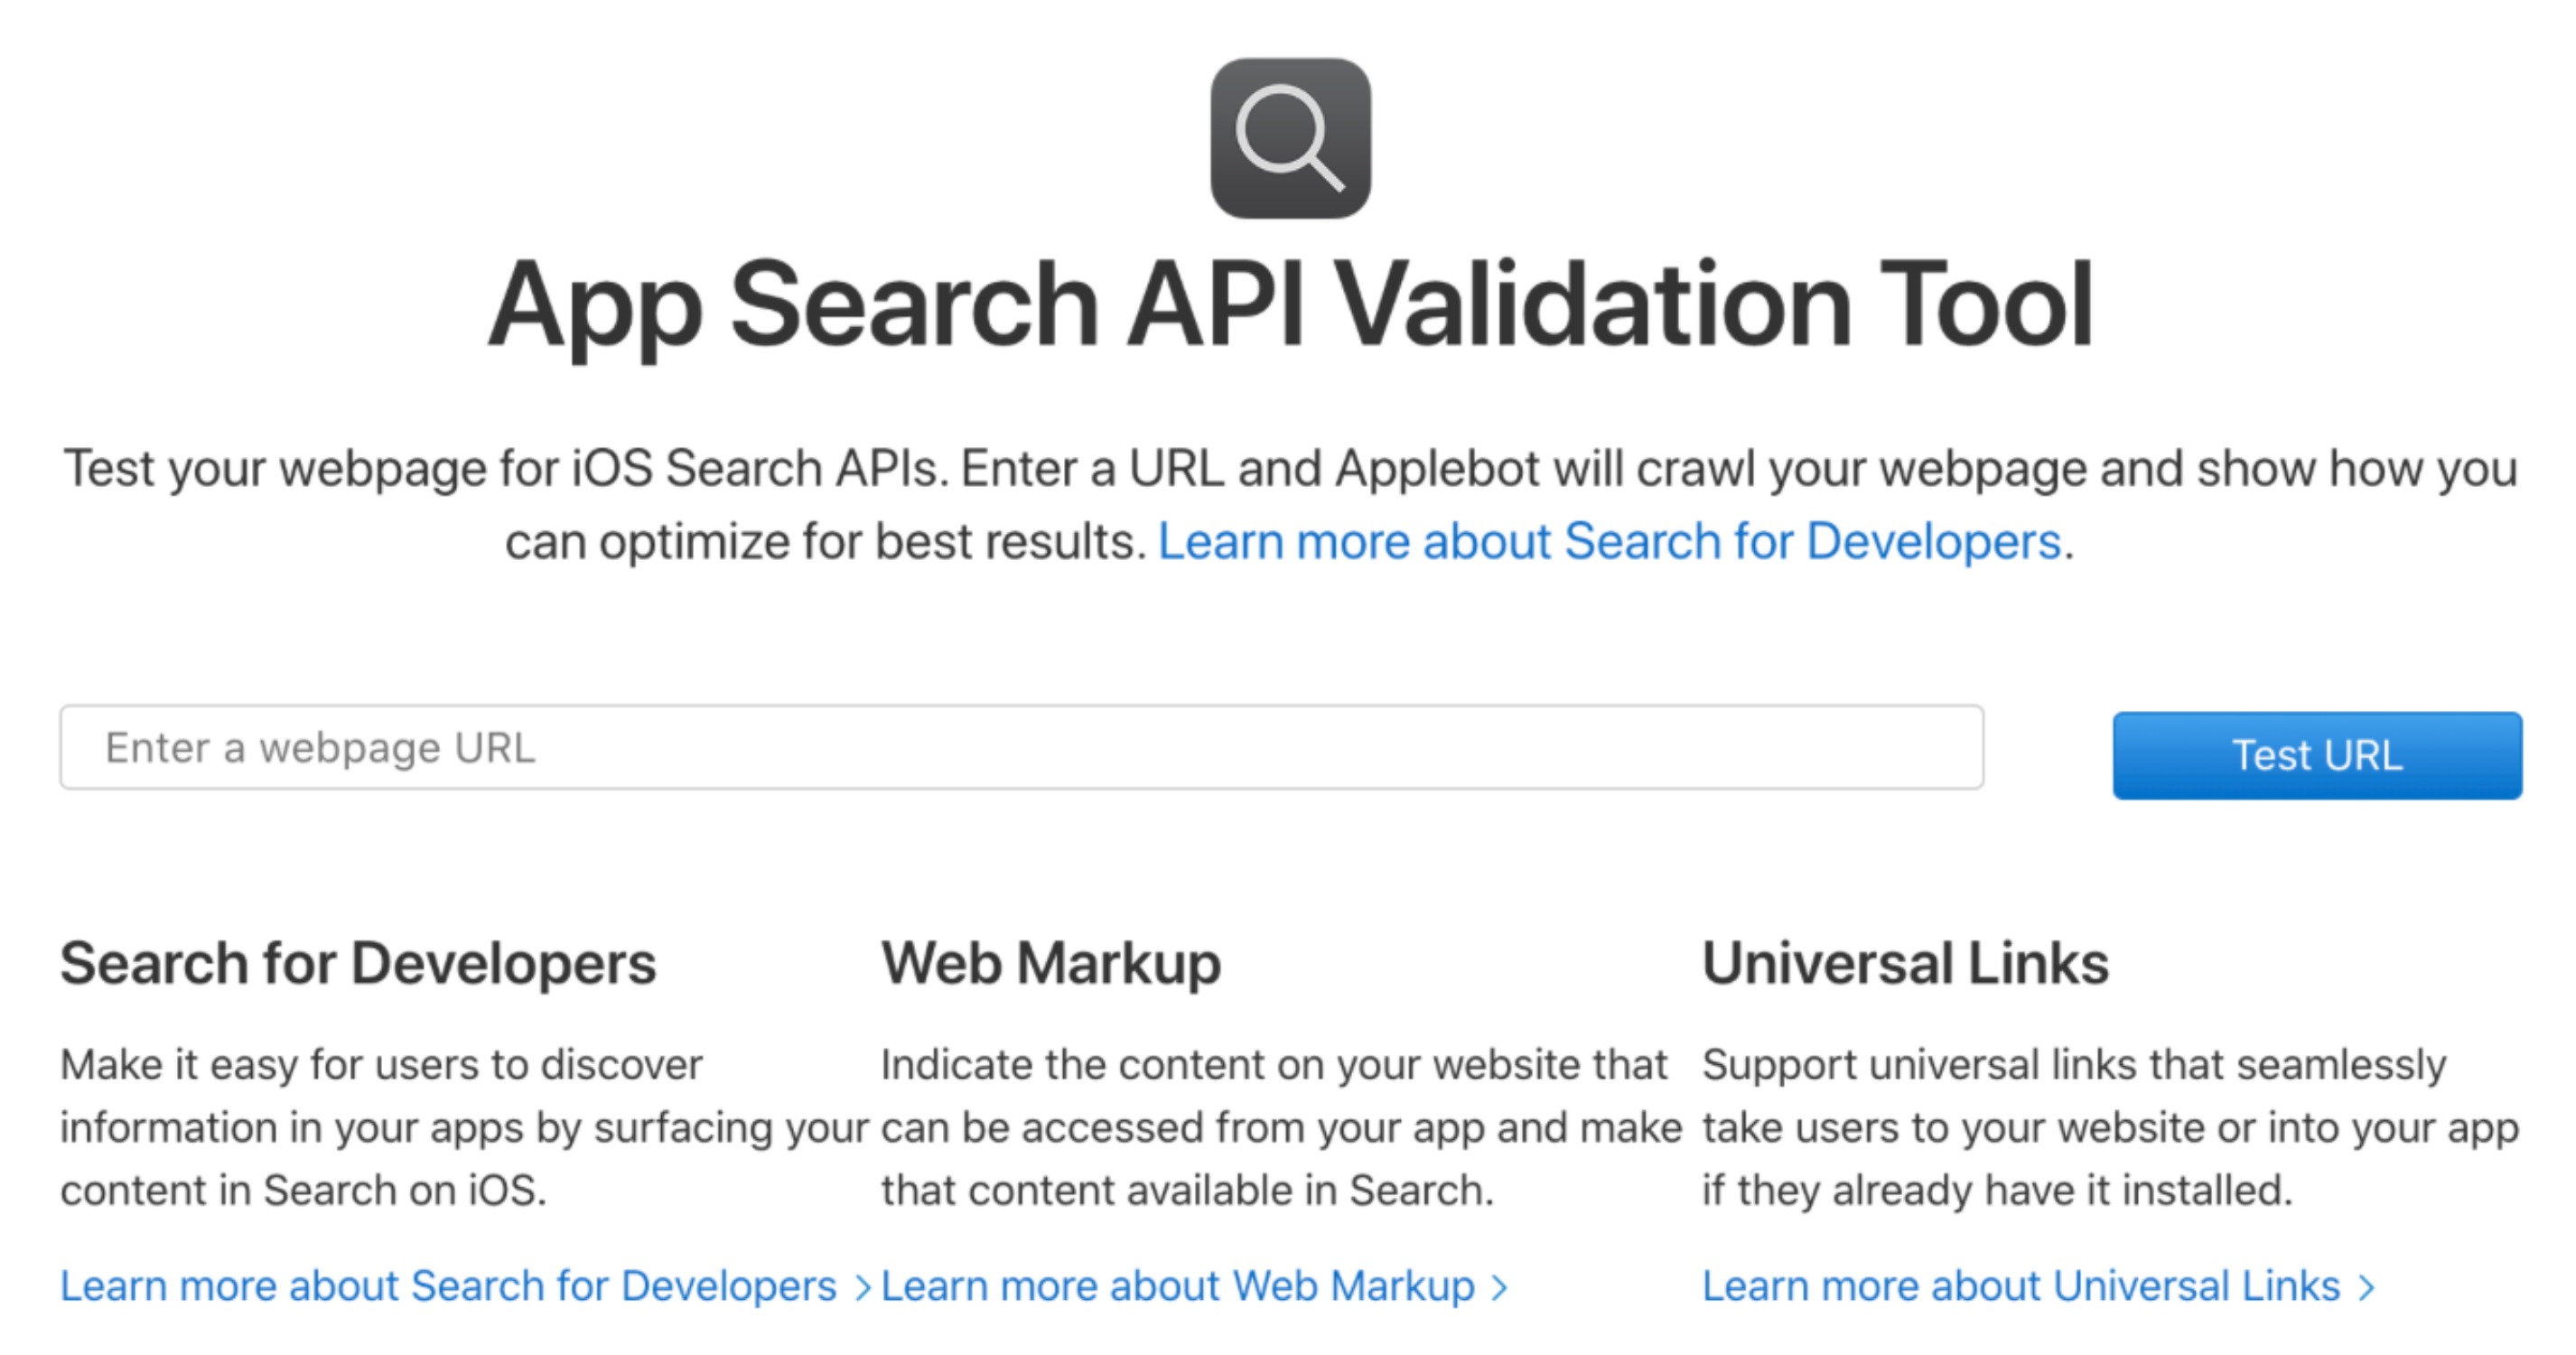 App Search API Validation Tool
Test your webpage for iOS Search APIs. Enter a URL and Applebot will crawl your webpage and show how you
can optimize for best results. Learn more about Search for Developers.
Enter a webpage URL
Test URL
Search for Developers
Make it easy for users to discover
information in your apps by surfacing your
content in Search on iOS.
Learn more about Search for Developers >
Web Markup
Indicate the content on your website that
can be accessed from your app and make
that content available in Search.
Learn more about Web Markup >
Universal Links
Support universal links that seamlessly
take users to your website or into your app
if they already have it installed.
Learn more about Universal Links >